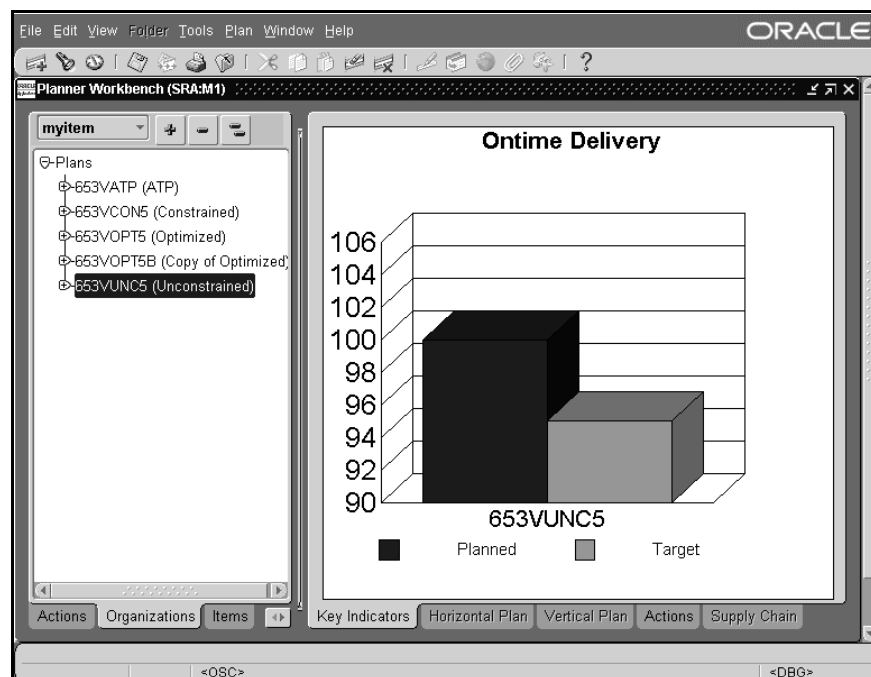 File Edit View Folder Tools Plan Window Help
ORACLE
Planner Workbench (SRA:M1)
myitem
Plans
653VATP (ATP)
653VCON5 (Constrained)
653VOPT5 (Optimized)
653VOPT5B (Copy of Optimized)
653VUNC5 (Unconstrained)
Actions Organizations Items
Ontime Delivery
106
104
102
100
98
96
94
92
90
653VUNC5
Planned Target
Key Indicators Horizontal Plan Vertical Plan Actions Supply Chain
<OSC> <DBG>